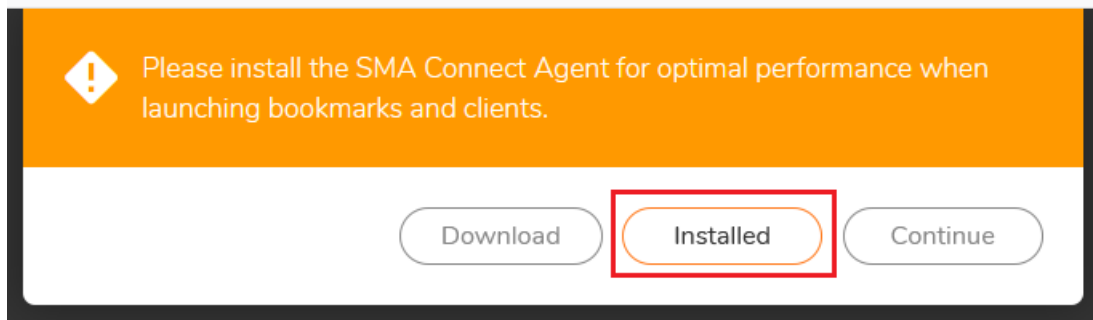 Please install the SMA Connect Agent for optimal performance when
launching bookmarks and clients.
Download Installed Continue